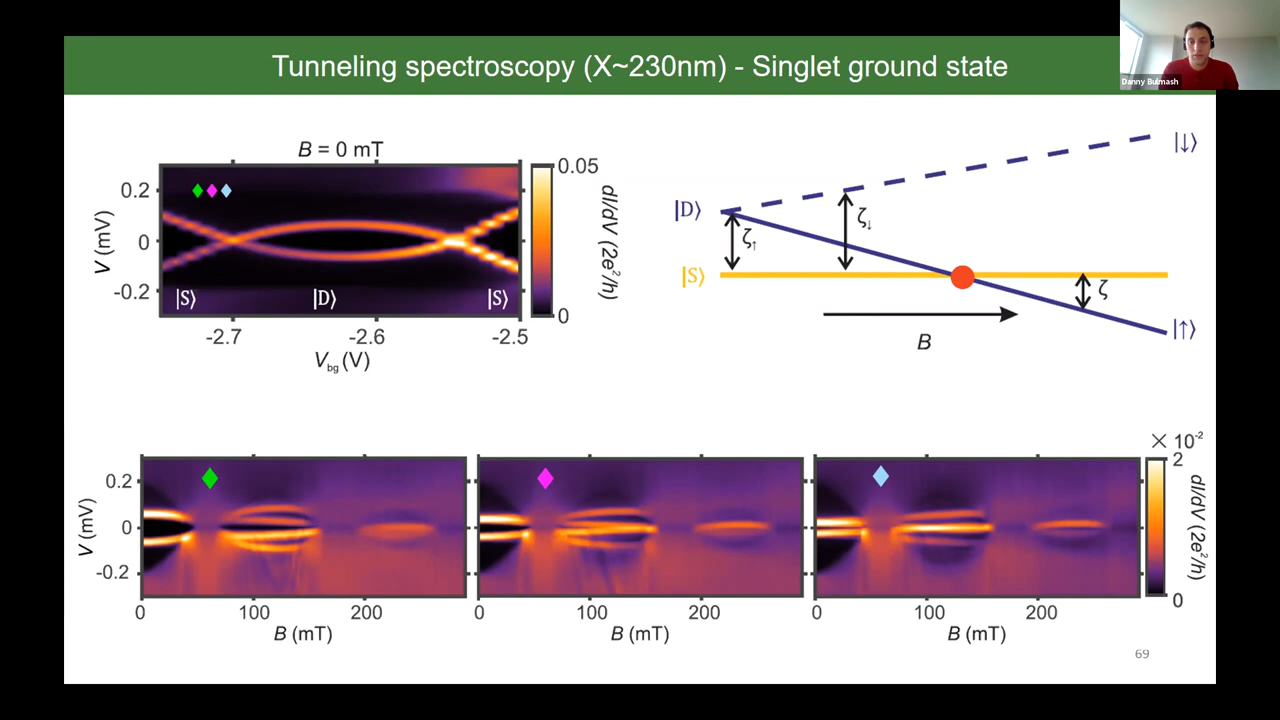 Tunneling spectroscopy (X~230nm) - Singlet ground state
Danny Bulmash
B = 0 mT
0.05
0
dI/dV (2e²/h)
0.2
0
-0.2
V (mV)
|S⟩ |D⟩ |S⟩
-2.7 -2.6 -2.5
V_bg (V)
|↓⟩
|D⟩
ζ↑
ζ↓
|S⟩
ζ
|↑⟩
B
× 10⁻²
2
0
dI/dV (2e²/h)
0.2
0
-0.2
V (mV)
0 100 200
B (mT)
0 100 200
B (mT)
0 100 200
B (mT)
69